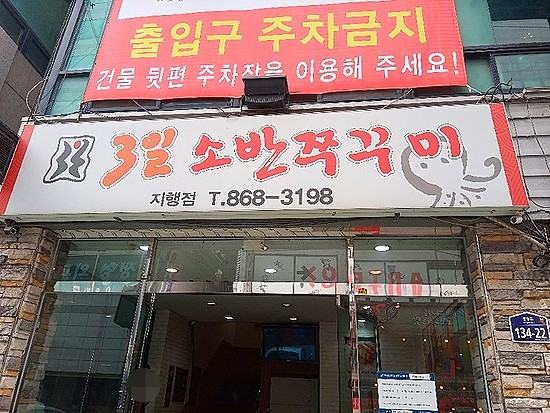 출입구 주차금지
건물 뒷편 주차장을 이용해 주세요!
3일 소반쭈꾸미
지행점 T.868-3198
134-22